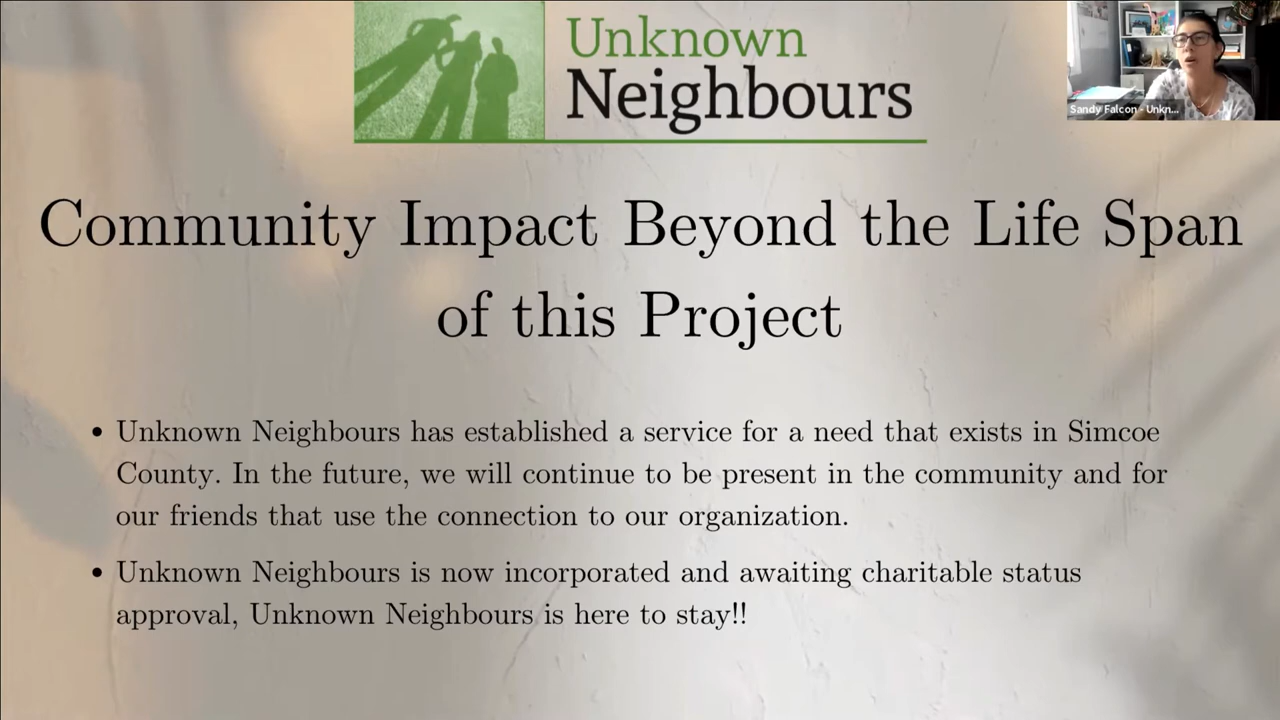 Unknown
Neighbours
Sandy Falcon - Unkn...
Community Impact Beyond the Life Span
of this Project
• Unknown Neighbours has established a service for a need that exists in Simcoe
County. In the future, we will continue to be present in the community and for
our friends that use the connection to our organization.
• Unknown Neighbours is now incorporated and awaiting charitable status
approval, Unknown Neighbours is here to stay!!